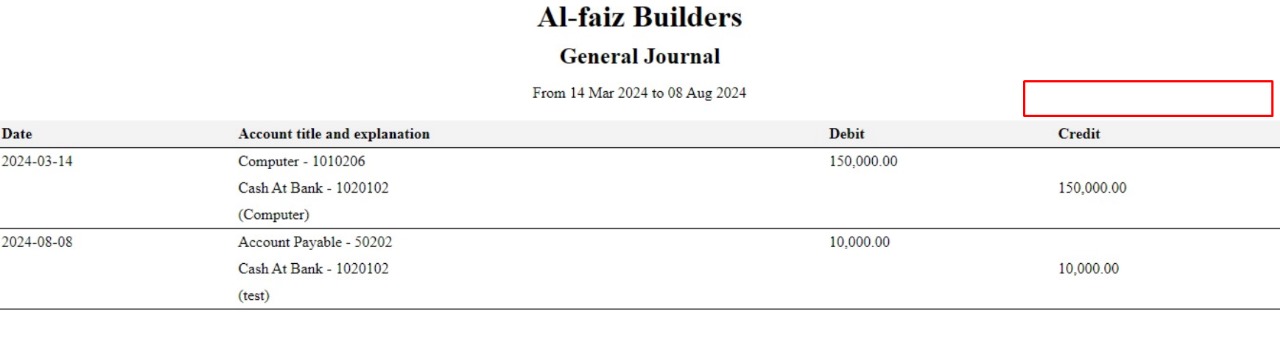 Al-faiz Builders
General Journal
From 14 Mar 2024 to 08 Aug 2024
Date Account title and explanation Debit Credit
2024-03-14 Computer - 1010206 150,000.00
Cash At Bank - 1020102 150,000.00
(Computer)
2024-08-08 Account Payable - 50202 10,000.00
Cash At Bank - 1020102 10,000.00
(test)